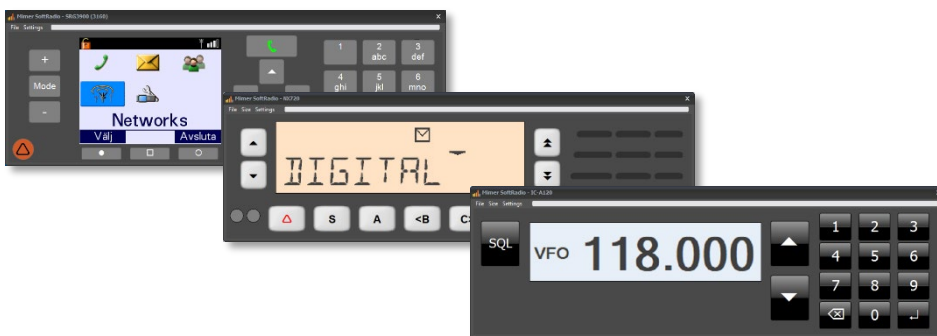 Mimer SoftRadio - SRG3900 (3168)
x
File Settings
+
Mode
-
Networks
Välj Avsluta
1 2 abc 3 def
4 ghi 5 jkl 6 mno
Mimer SoftRadio - NX720
x
File Size Settings
DIGITAL
S A <B C>
Mimer SoftRadio - IC-A120
File Size Settings
SQL
VFO 118.000
1 2 3
4 5 6
7 8 9
0